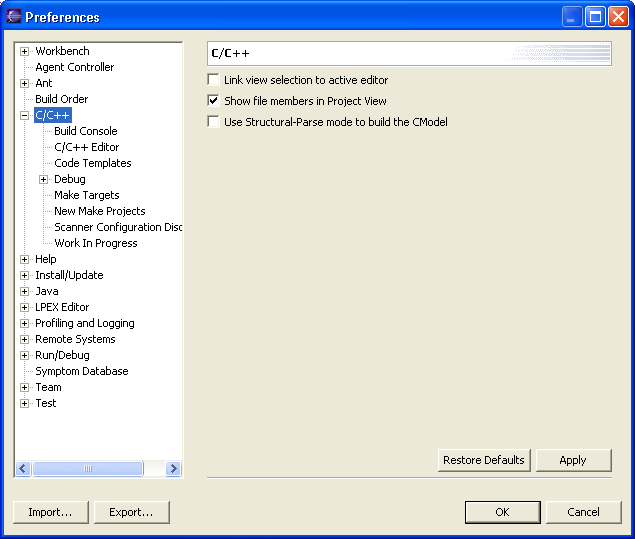 Preferences
Workbench
Agent Controller
Ant
Build Order
C/C++
Build Console
C/C++ Editor
Code Templates
Debug
Make Targets
New Make Projects
Scanner Configuration Disc
Work In Progress
Help
Install/Update
Java
LPEX Editor
Profiling and Logging
Remote Systems
Run/Debug
Symptom Database
Team
Test
C/C++
Link view selection to active editor
Show file members in Project View
Use Structural-Parse mode to build the CModel
Restore Defaults
Apply
Import...
Export...
OK
Cancel